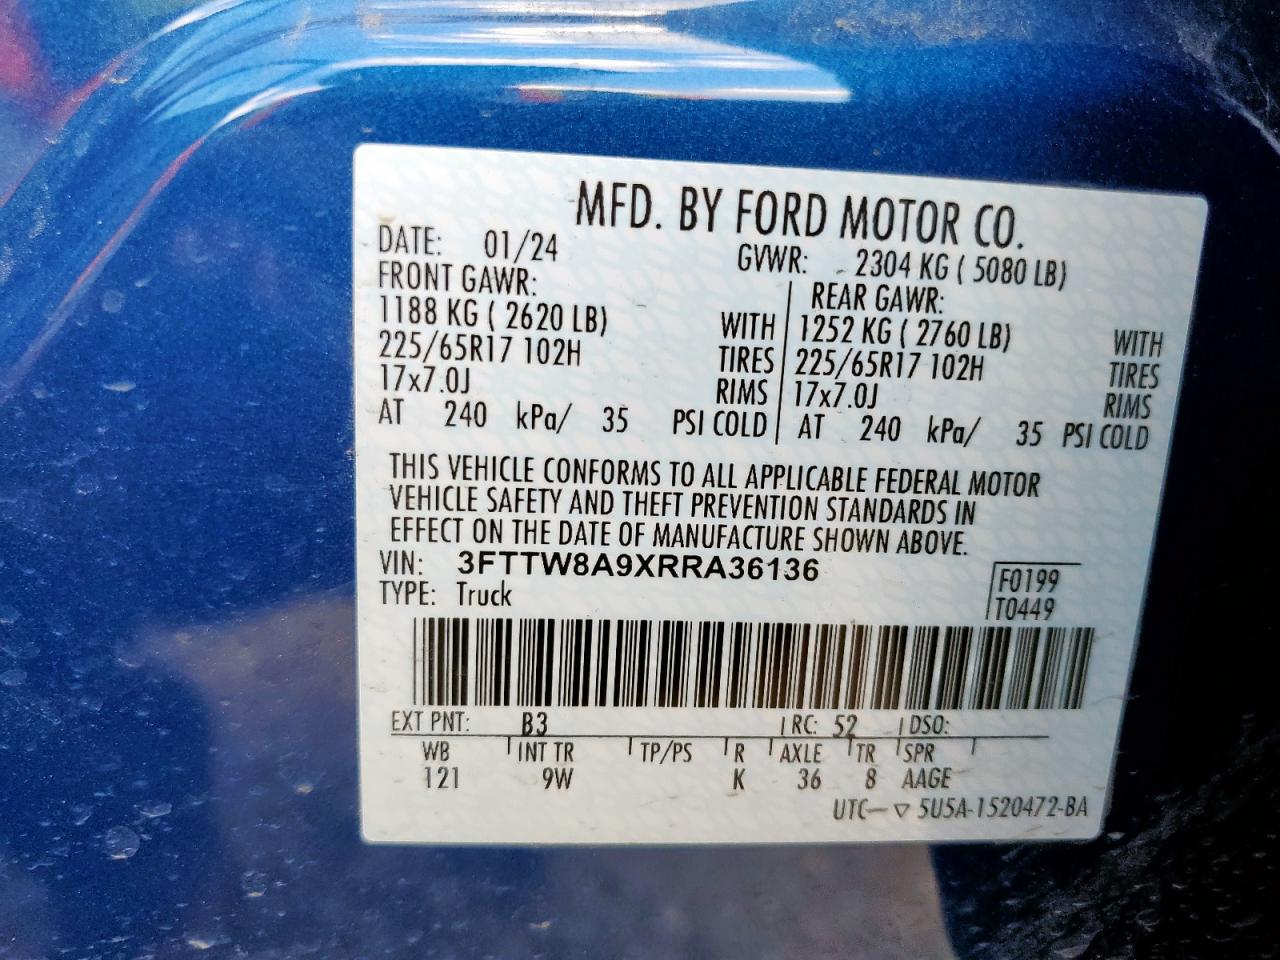 MFD. BY FORD MOTOR CO.
DATE: 01/24 GVWR: 2304 KG ( 5080 LB)
FRONT GAWR: REAR GAWR:
1188 KG ( 2620 LB) WITH 1252 KG ( 2760 LB) WITH
225/65R17 102H TIRES 225/65R17 102H TIRES
17x7.0J RIMS 17x7.0J RIMS
AT 240 kPa/ 35 PSI COLD AT 240 kPa/ 35 PSI COLD
THIS VEHICLE CONFORMS TO ALL APPLICABLE FEDERAL MOTOR
VEHICLE SAFETY AND THEFT PREVENTION STANDARDS IN
EFFECT ON THE DATE OF MANUFACTURE SHOWN ABOVE.
VIN: 3FTTW8A9XRRA36136
F0199
TYPE: Truck T0449
EXT PNT: B3 RC: 52 DSO:
WB INT TR TP/PS R AXLE TR SPR
121 9W K 36 8 AAGE
UTC– ▽ 5U5A-1520472-BA